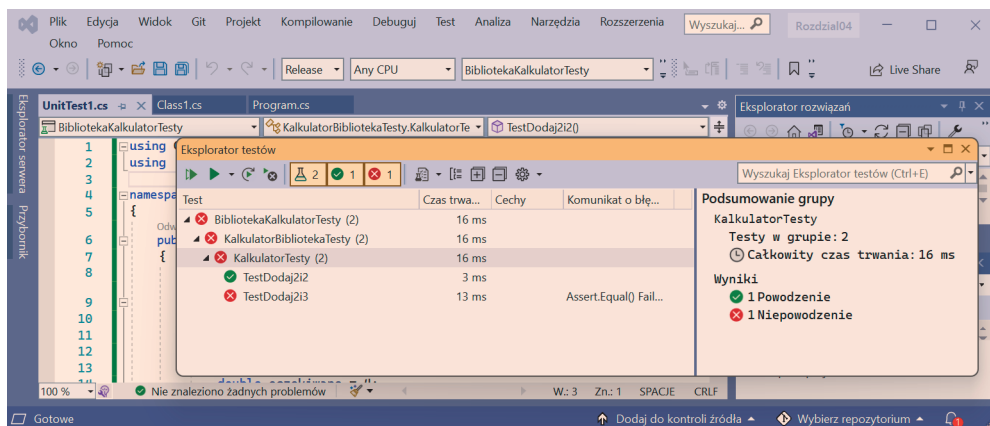 Plik Edycja Widok Git Projekt Kompilowanie Debuguj Test Analiza Narzędzia Rozszerzenia Wyszukaj... Rozdzial04
Okno Pomoc
Release Any CPU BibliotekaKalkulatorTesty Live Share
Eksplorator serwera
Przybornik
UnitTest1.cs Class1.cs Program.cs
BibliotekaKalkulatorTesty KalkulatorBibliotekaTesty.KalkulatorTe TestDodaj2i2()
Eksplorator rozwiązań
1 using
2 using
3
4 namespa
5 {
Odw
6 pub
7 {
8
9
10
11
12
13
Eksplorator testów
2 1 1
Wyszukaj Eksplorator testów (Ctrl+E)
Test Czas trwa... Cechy Komunikat o błę...
BibliotekaKalkulatorTesty (2) 16 ms
KalkulatorBibliotekaTesty (2) 16 ms
KalkulatorTesty (2) 16 ms
TestDodaj2i2 3 ms
TestDodaj2i3 13 ms Assert.Equal() Fail...
Podsumowanie grupy
KalkulatorTesty
Testy w grupie: 2
Całkowity czas trwania: 16 ms
Wyniki
1 Powodzenie
1 Niepowodzenie
100 % Nie znaleziono żadnych problemów W.: 3 Zn.: 1 SPACJE CRLF
Gotowe Dodaj do kontroli źródła Wybierz repozytorium 1